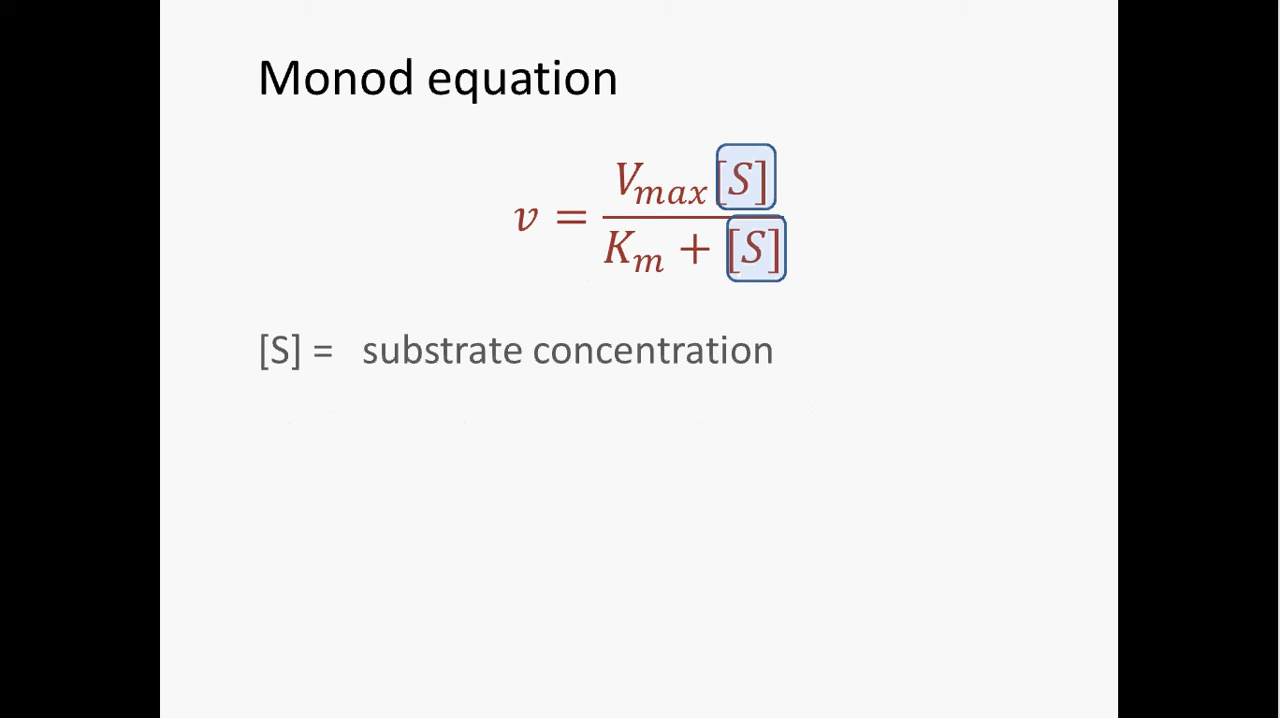 Monod equation
v = V_max [S] / K_m + [S]
[S] = substrate concentration